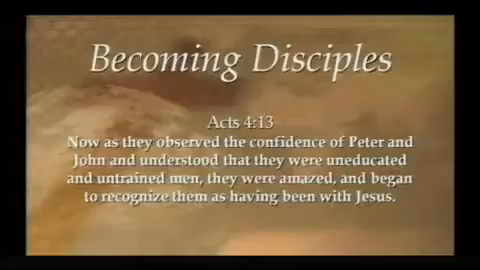 Becoming Disciples
Acts 4:13
Now as they observed the confidence of Peter and
John and understood that they were uneducated
and untrained men, they were amazed, and began
to recognize them as having been with Jesus.